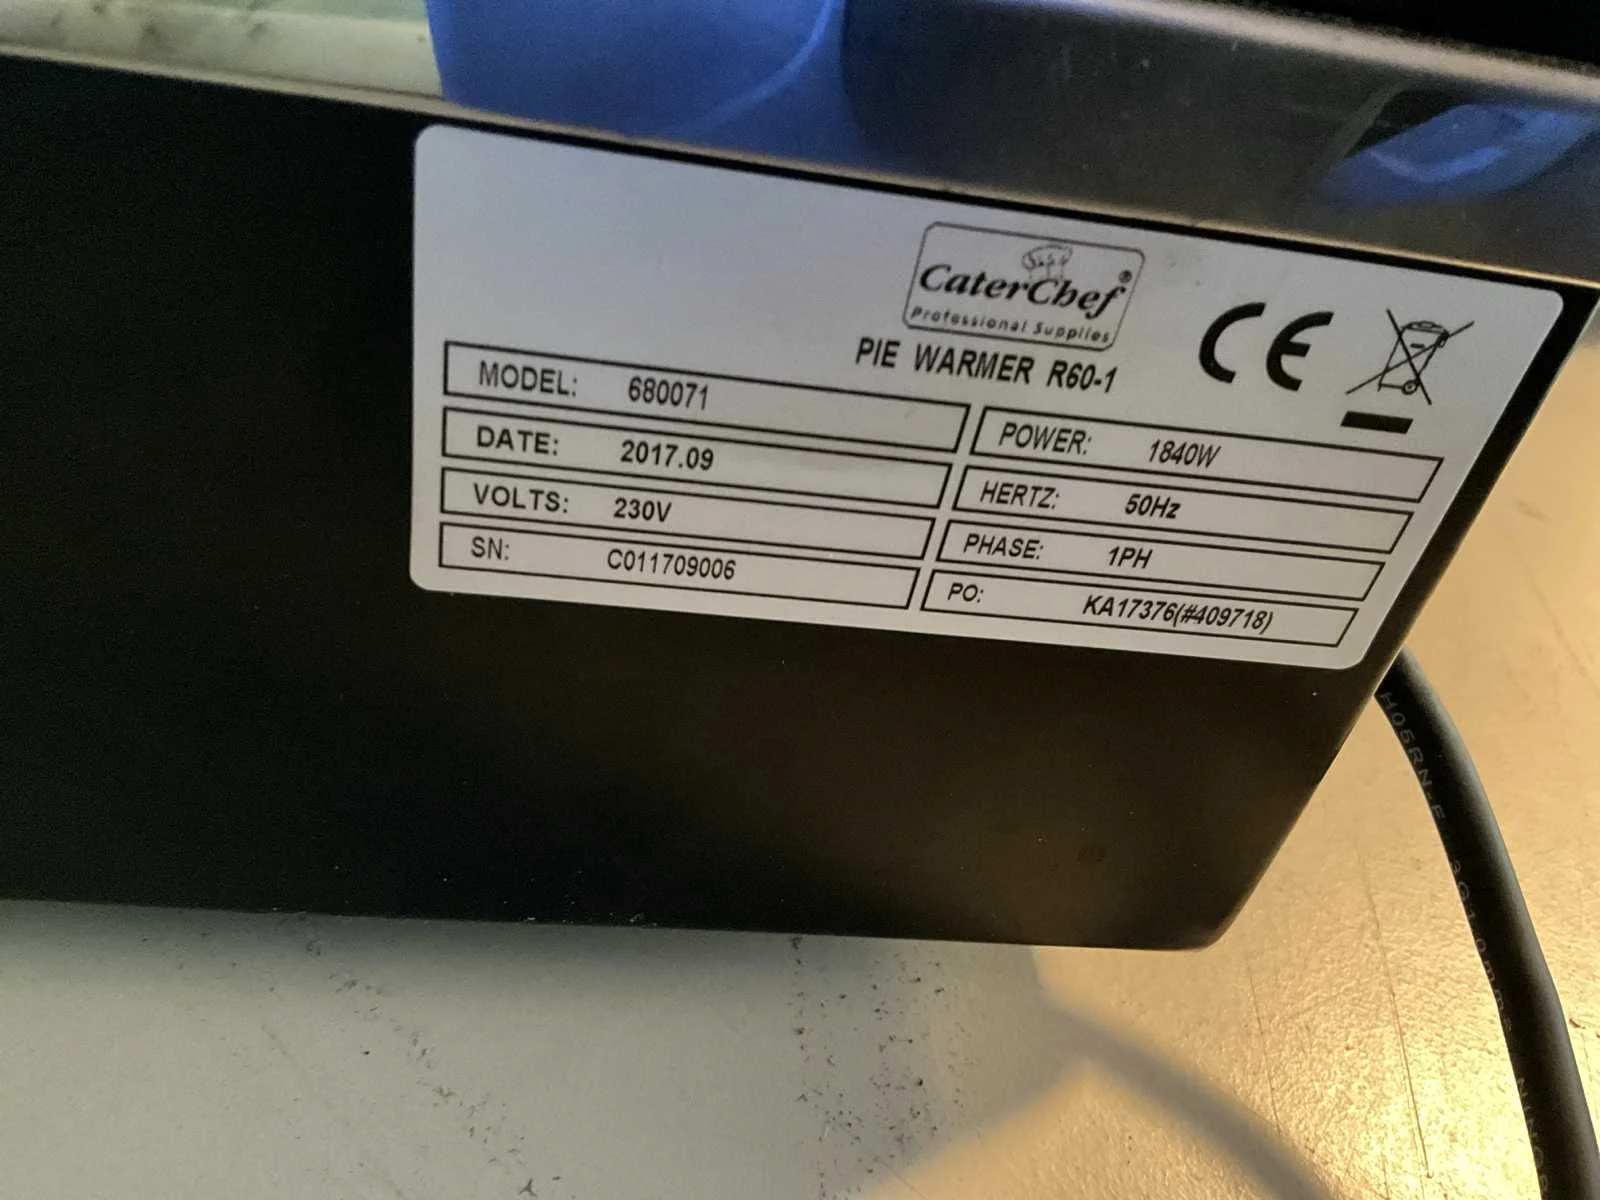 CaterChef®
Professional Supplies
CE
PIE WARMER R60-1
MODEL: 680071
POWER: 1840W
DATE: 2017.09
HERTZ: 50Hz
VOLTS: 230V
PHASE: 1PH
SN: C011709006
PO: KA17376(#409718)
H05RN-F